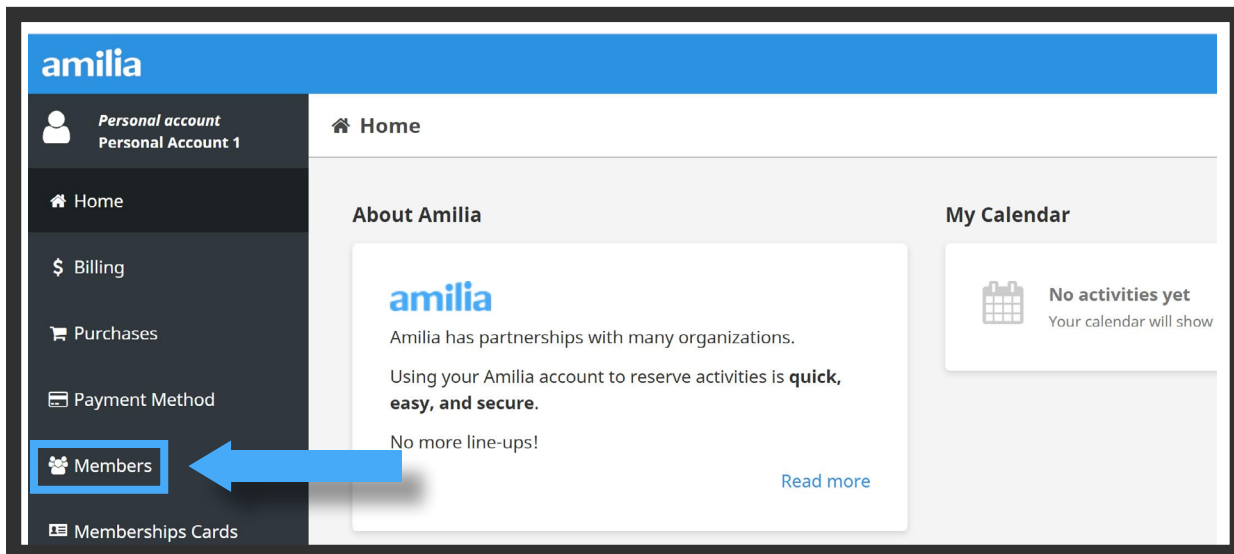 amilia
Personal account
Personal Account 1
Home
Home
Billing
Purchases
Payment Method
Members
Memberships Cards
About Amilia
amilia
Amilia has partnerships with many organizations.
Using your Amilia account to reserve activities is quick,
easy, and secure.
No more line-ups!
Read more
My Calendar
No activities yet
Your calendar will show